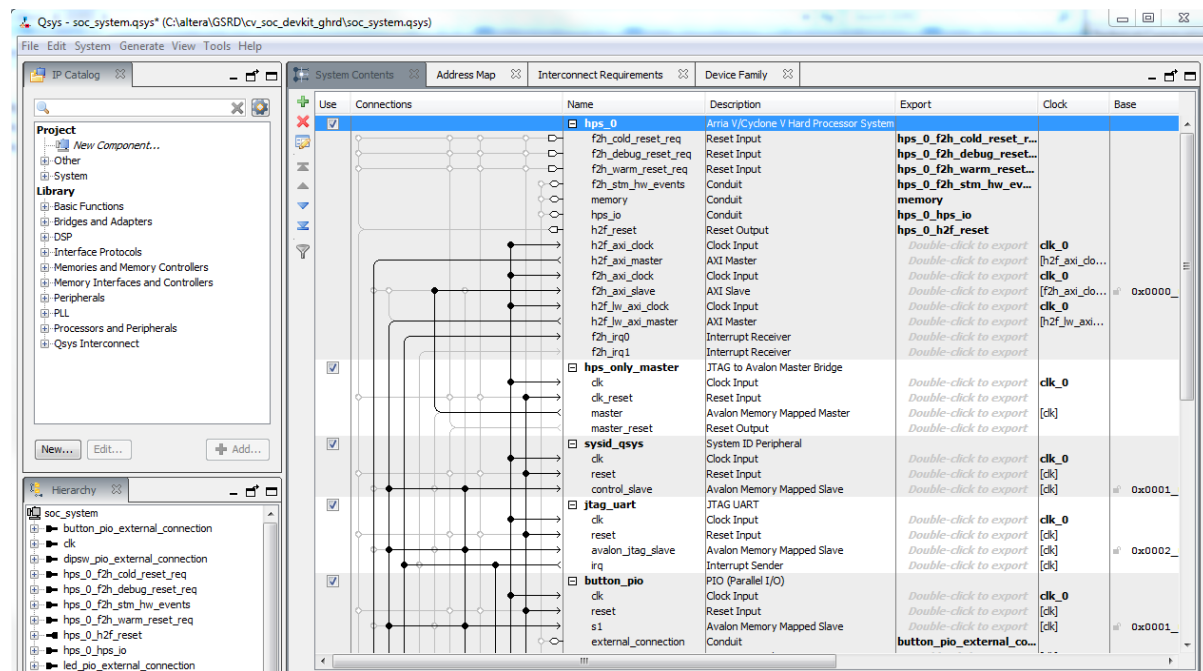 Qsys - soc_system.qsys* (C:\altera\GSRD\cv_soc_devkit_ghrd\soc_system.qsys)
File Edit System Generate View Tools Help
IP Catalog
Project
New Component...
Other
System
Library
Basic Functions
Bridges and Adapters
DSP
Interface Protocols
Memories and Memory Controllers
Memory Interfaces and Controllers
Peripherals
PLL
Processors and Peripherals
Qsys Interconnect
New... Edit... Add...
Hierarchy
soc_system
button_pio_external_connection
clk
dipsw_pio_external_connection
hps_0_f2h_cold_reset_req
hps_0_f2h_debug_reset_req
hps_0_f2h_stm_hw_events
hps_0_f2h_warm_reset_req
hps_0_h2f_reset
hps_0_hps_io
led_pio_external_connection
System Contents Address Map Interconnect Requirements Device Family
Use Connections Name Description Export Clock Base
hps_0 Arria V/Cyclone V Hard Processor System
f2h_cold_reset_req Reset Input hps_0_f2h_cold_reset_r...
f2h_debug_reset_req Reset Input hps_0_f2h_debug_reset...
f2h_warm_reset_req Reset Input hps_0_f2h_warm_reset...
f2h_stm_hw_events Conduit hps_0_f2h_stm_hw_ev...
memory Conduit memory
hps_io Conduit hps_0_hps_io
h2f_reset Reset Output hps_0_h2f_reset
h2f_axi_clock Clock Input Double-click to export clk_0
h2f_axi_master AXI Master Double-click to export [h2f_axi_clo...
f2h_axi_clock Clock Input Double-click to export clk_0
f2h_axi_slave AXI Slave Double-click to export [f2h_axi_clo... 0x0000_
h2f_lw_axi_clock Clock Input Double-click to export clk_0
h2f_lw_axi_master AXI Master Double-click to export [h2f_lw_axi...
f2h_irq0 Interrupt Receiver Double-click to export
f2h_irq1 Interrupt Receiver Double-click to export
hps_only_master JTAG to Avalon Master Bridge
clk Clock Input Double-click to export clk_0
clk_reset Reset Input Double-click to export
master Avalon Memory Mapped Master Double-click to export [clk]
master_reset Reset Output Double-click to export
sysid_qsys System ID Peripheral
clk Clock Input Double-click to export clk_0
reset Reset Input Double-click to export [clk]
control_slave Avalon Memory Mapped Slave Double-click to export [clk] 0x0001_
jtag_uart JTAG UART
clk Clock Input Double-click to export clk_0
reset Reset Input Double-click to export [clk]
avalon_jtag_slave Avalon Memory Mapped Slave Double-click to export [clk] 0x0002_
irq Interrupt Sender Double-click to export [clk]
button_pio PIO (Parallel I/O)
clk Clock Input Double-click to export clk_0
reset Reset Input Double-click to export [clk]
s1 Avalon Memory Mapped Slave Double-click to export [clk] 0x0001_
external_connection Conduit button_pio_external_co...